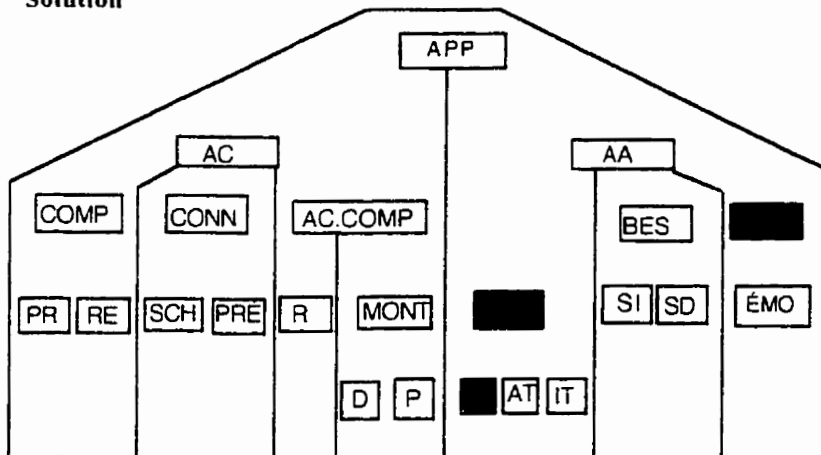 Solution
APP
AC AA
COMP CONN AC.COMP BES
PR RE SCH PRE R MONT SI SD ÉMO
D P AT IT